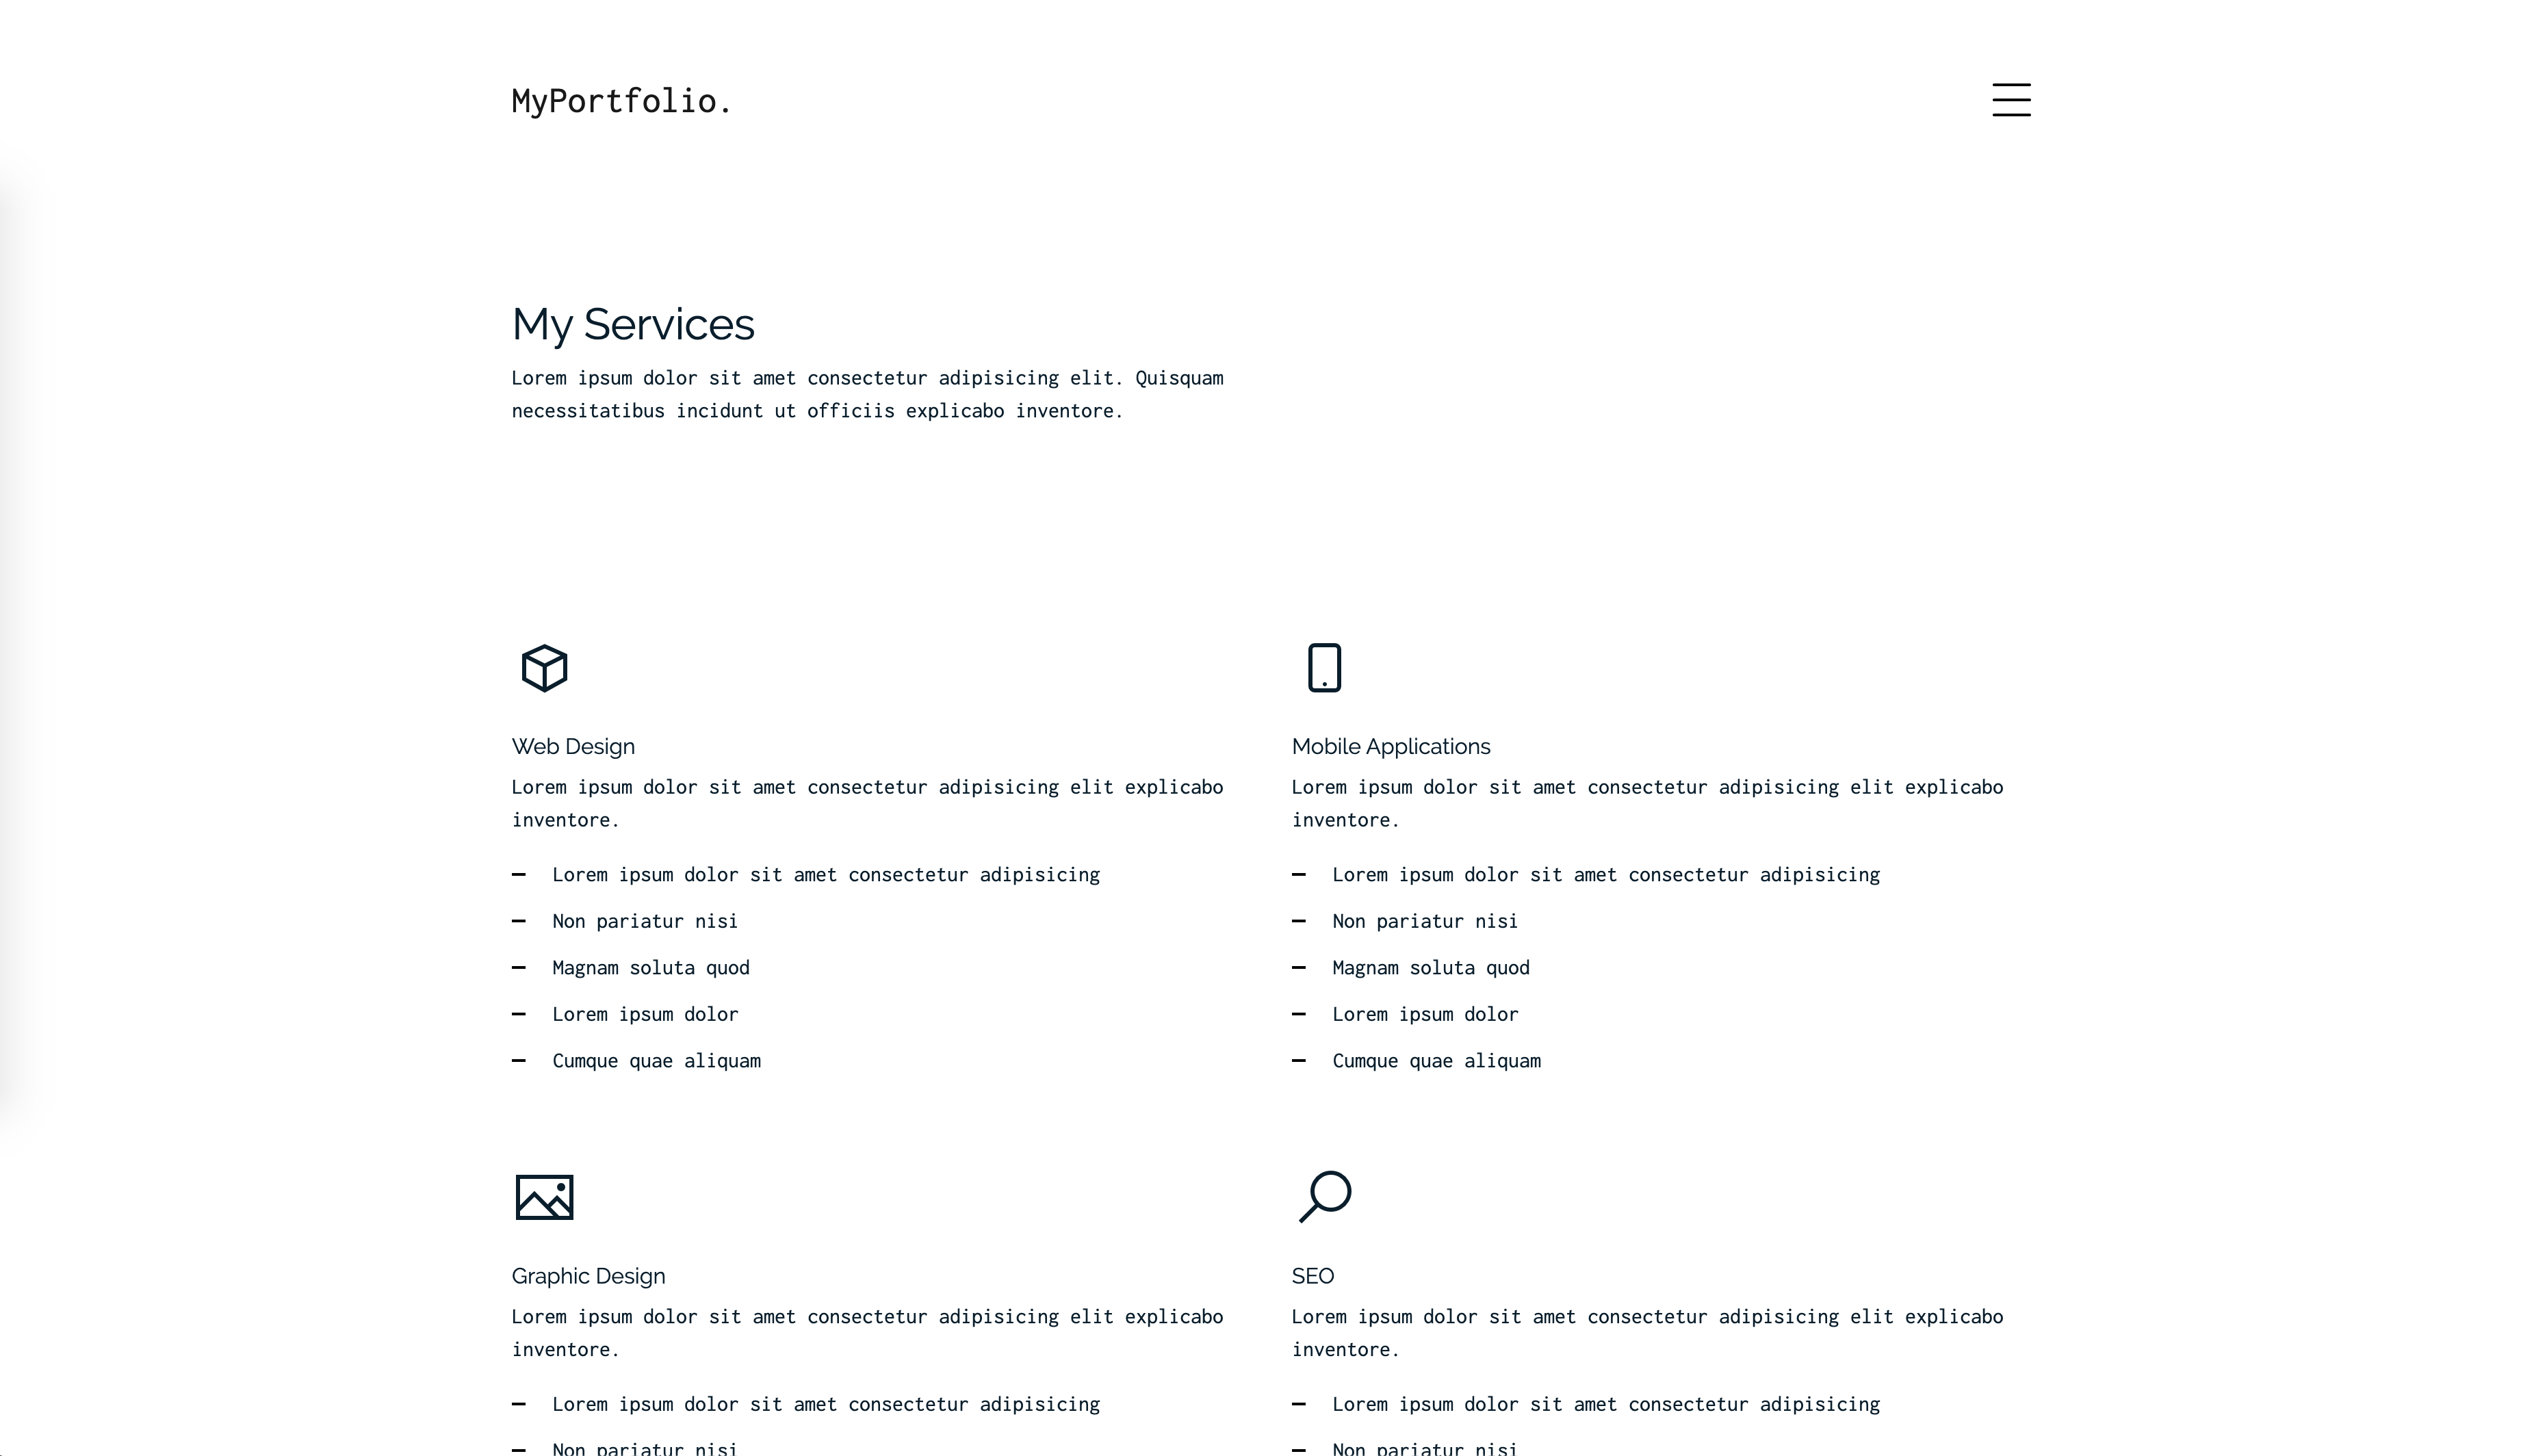 MyPortfolio.
My Services
Lorem ipsum dolor sit amet consectetur adipisicing elit. Quisquam
necessitatibus incidunt ut officiis explicabo inventore.
Web Design
Lorem ipsum dolor sit amet consectetur adipisicing elit explicabo
inventore.
Lorem ipsum dolor sit amet consectetur adipisicing
Non pariatur nisi
Magnam soluta quod
Lorem ipsum dolor
Cumque quae aliquam
Mobile Applications
Lorem ipsum dolor sit amet consectetur adipisicing elit explicabo
inventore.
Lorem ipsum dolor sit amet consectetur adipisicing
Non pariatur nisi
Magnam soluta quod
Lorem ipsum dolor
Cumque quae aliquam
Graphic Design
Lorem ipsum dolor sit amet consectetur adipisicing elit explicabo
inventore.
Lorem ipsum dolor sit amet consectetur adipisicing
Non pariatur nisi
SEO
Lorem ipsum dolor sit amet consectetur adipisicing elit explicabo
inventore.
Lorem ipsum dolor sit amet consectetur adipisicing
Non pariatur nisi